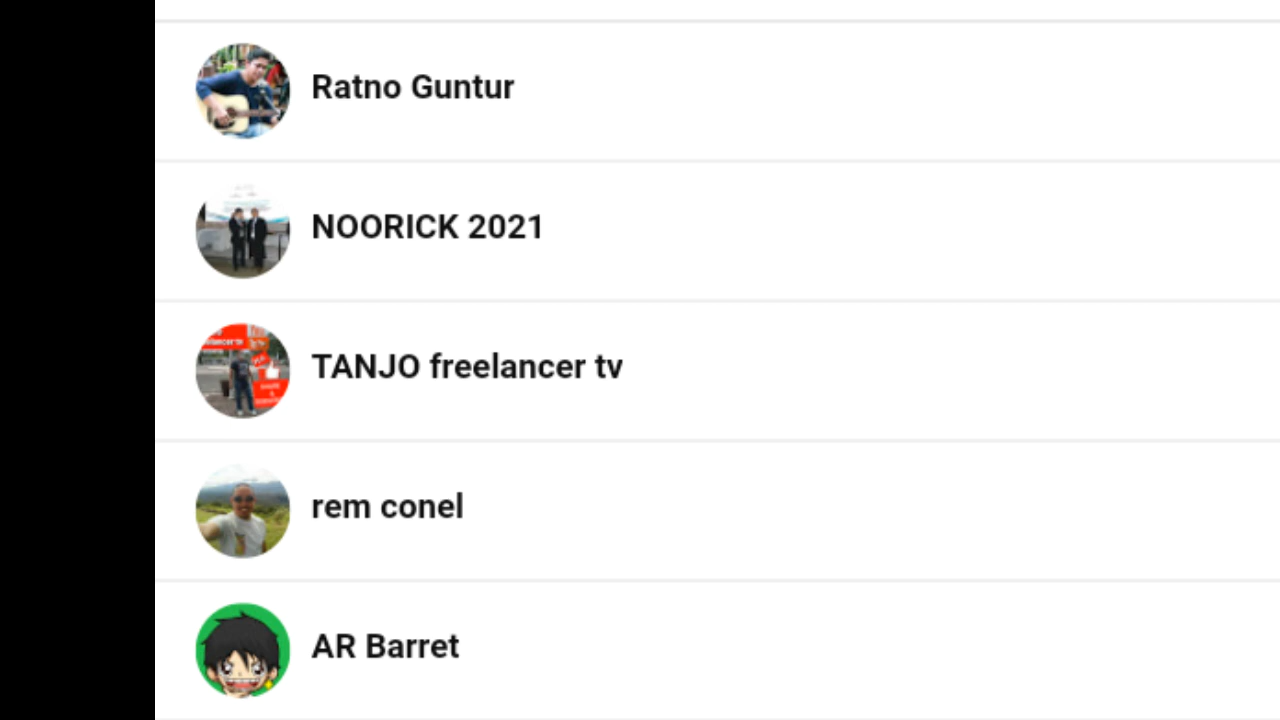 Ratno Guntur
NOORICK 2021
TANJO freelancer tv
rem conel
AR Barret